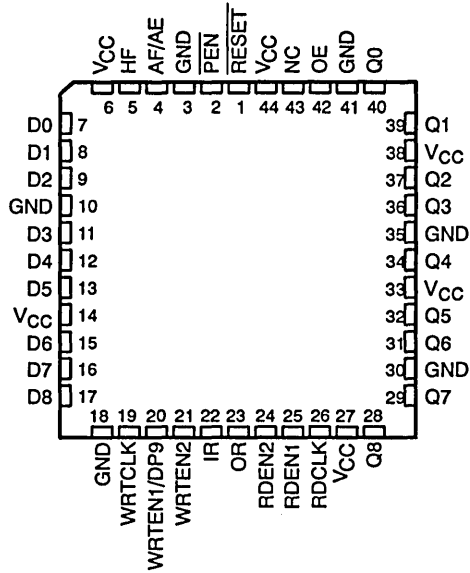 VCC HF AF/AE GND PEN RESET VCC NC OE GND Q0
6 5 4 3 2 1 44 43 42 41 40
D0 7 39 Q1
D1 8 38 VCC
D2 9 37 Q2
GND 10 36 Q3
D3 11 35 GND
D4 12 34 Q4
D5 13 33 VCC
VCC 14 32 Q5
D6 15 31 Q6
D7 16 30 GND
D8 17 29 Q7
18 19 20 21 22 23 24 25 26 27 28
GND WRTCLK WRTEN1/DP9 WRTEN2 IR OR RDEN2 RDEN1 RDCLK VCC Q8